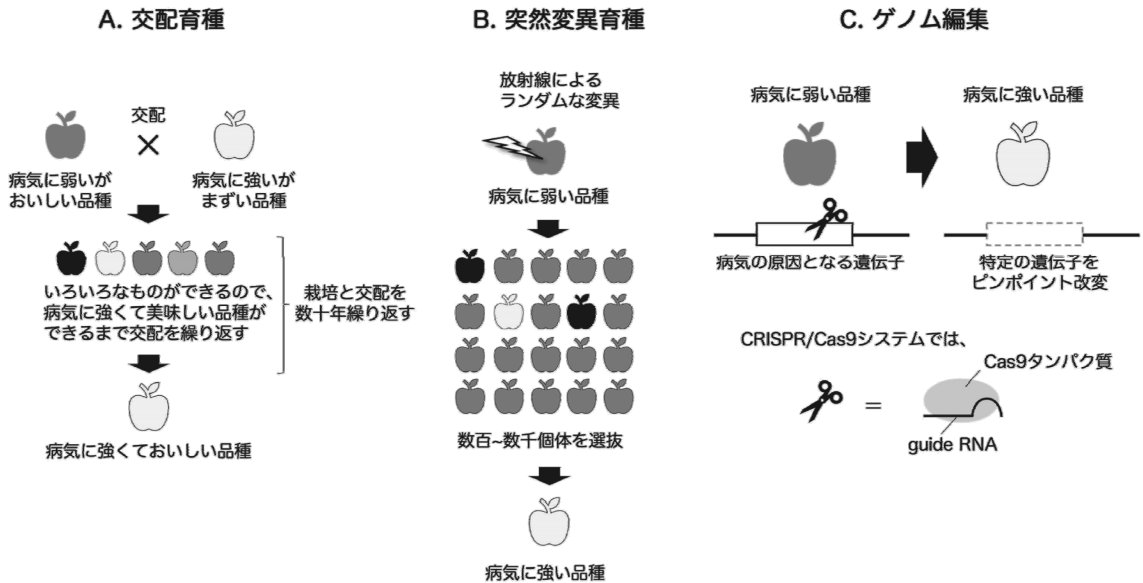 A. 交配育種
交配
×
病気に弱いが
おいしい品種
病気に強いが
まずい品種
いろいろなものができるので、
病気に強くて美味しい品種が
できるまで交配を繰り返す
栽培と交配を
数十年繰り返す
病気に強くておいしい品種
B. 突然変異育種
放射線による
ランダムな変異
病気に弱い品種
数百~数千個体を選抜
病気に強い品種
C. ゲノム編集
病気に弱い品種
病気に強い品種
病気の原因となる遺伝子
特定の遺伝子を
ピンポイント改変
CRISPR/Cas9システムでは、
Cas9タンパク質
=
guide RNA